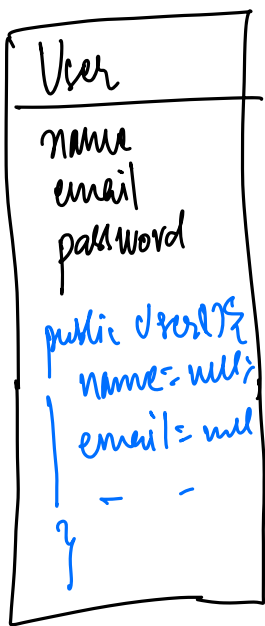 User
name
email
password
public User(){
name=null;
email=null
- -
}